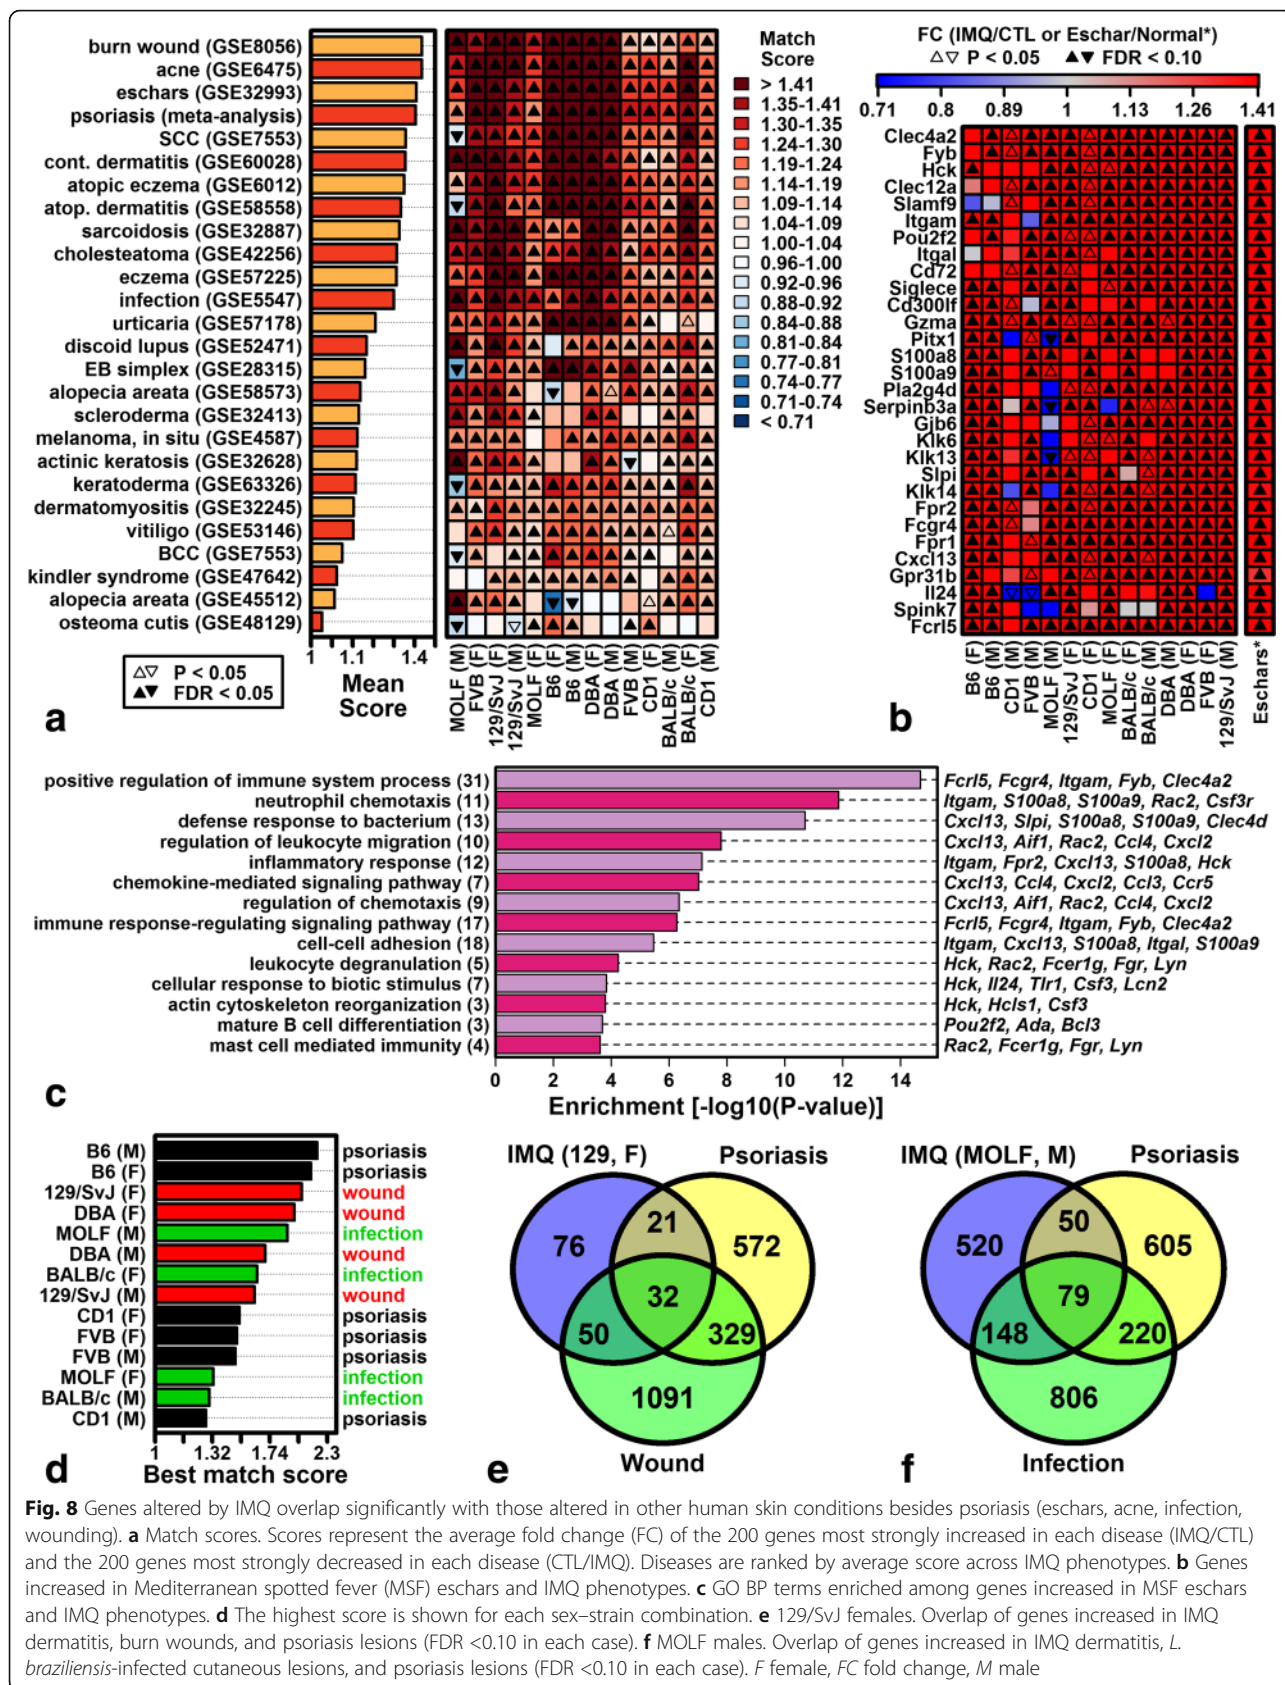 burn wound (GSE8056)
acne (GSE6475)
eschars (GSE32993)
psoriasis (meta-analysis)
SCC (GSE7553)
cont. dermatitis (GSE60028)
atopic eczema (GSE6012)
atop. dermatitis (GSE58558)
sarcoidosis (GSE32887)
cholesteatoma (GSE42256)
eczema (GSE57225)
infection (GSE5547)
urticaria (GSE57178)
discoid lupus (GSE52471)
EB simplex (GSE28315)
alopecia areata (GSE58573)
scleroderma (GSE32413)
melanoma, in situ (GSE4587)
actinic keratosis (GSE32628)
keratoderma (GSE63326)
dermatomyositis (GSE32245)
vitiligo (GSE53146)
BCC (GSE7553)
kindler syndrome (GSE47642)
alopecia areata (GSE45512)
osteoma cutis (GSE48129)
1 1.1 1.4
Mean
Score
△▽ P < 0.05
▲▼ FDR < 0.05
a
MOLF (M)
FVB (F)
129/SvJ (F)
129/SvJ (M)
MOLF (F)
B6 (F)
B6 (M)
DBA (F)
DBA (M)
FVB (M)
CD1 (F)
BALB/c (M)
BALB/c (F)
CD1 (M)
Match
Score
> 1.41
1.35-1.41
1.30-1.35
1.24-1.30
1.19-1.24
1.14-1.19
1.09-1.14
1.04-1.09
1.00-1.04
0.96-1.00
0.92-0.96
0.88-0.92
0.84-0.88
0.81-0.84
0.77-0.81
0.74-0.77
0.71-0.74
< 0.71
FC (IMQ/CTL or Eschar/Normal*)
△▽ P < 0.05 ▲▼ FDR < 0.10
0.71 0.8 0.89 1 1.13 1.26 1.41
Clec4a2
Fyb
Hck
Clec12a
Slamf9
Itgam
Pou2f2
Itgal
Cd72
Siglece
Cd300lf
Gzma
Pitx1
S100a8
S100a9
Pla2g4d
Serpinb3a
Gjb6
Klk6
Klk13
Slpi
Klk14
Fpr2
Fcgr4
Fpr1
Cxcl13
Gpr31b
Il24
Spink7
Fcrl5
b
B6 (F)
B6 (M)
CD1 (M)
FVB (M)
MOLF (M)
129/SvJ (F)
CD1 (F)
MOLF (F)
BALB/c (F)
BALB/c (M)
DBA (M)
DBA (F)
FVB (F)
129/SvJ (M)
Eschars*
positive regulation of immune system process (31) Fcrl5, Fcgr4, Itgam, Fyb, Clec4a2
neutrophil chemotaxis (11) Itgam, S100a8, S100a9, Rac2, Csf3r
defense response to bacterium (13) Cxcl13, Slpi, S100a8, S100a9, Clec4d
regulation of leukocyte migration (10) Cxcl13, Aif1, Rac2, Ccl4, Cxcl2
inflammatory response (12) Itgam, Fpr2, Cxcl13, S100a8, Hck
chemokine-mediated signaling pathway (7) Cxcl13, Ccl4, Cxcl2, Ccl3, Ccr5
regulation of chemotaxis (9) Cxcl13, Aif1, Rac2, Ccl4, Cxcl2
immune response-regulating signaling pathway (17) Fcrl5, Fcgr4, Itgam, Fyb, Clec4a2
cell-cell adhesion (18) Itgam, Cxcl13, S100a8, Itgal, S100a9
leukocyte degranulation (5) Hck, Rac2, Fcer1g, Fgr, Lyn
cellular response to biotic stimulus (7) Hck, Il24, Tlr1, Csf3, Lcn2
actin cytoskeleton reorganization (3) Hck, Hcls1, Csf3
mature B cell differentiation (3) Pou2f2, Ada, Bcl3
mast cell mediated immunity (4) Rac2, Fcer1g, Fgr, Lyn
0 2 4 6 8 10 12 14
c Enrichment [-log10(P-value)]
B6 (M) psoriasis
B6 (F) psoriasis
129/SvJ (F) wound
DBA (F) wound
MOLF (M) infection
DBA (M) wound
BALB/c (F) infection
129/SvJ (M) wound
CD1 (F) psoriasis
FVB (F) psoriasis
FVB (M) psoriasis
MOLF (F) infection
BALB/c (M) infection
CD1 (M) psoriasis
1 1.32 1.74 2.3
d Best match score
IMQ (129, F) Psoriasis
76 21 572
32
50 329
1091
e Wound
IMQ (MOLF, M) Psoriasis
520 50 605
79
148 220
806
f Infection
Fig. 8 Genes altered by IMQ overlap significantly with those altered in other human skin conditions besides psoriasis (eschars, acne, infection,
wounding). a Match scores. Scores represent the average fold change (FC) of the 200 genes most strongly increased in each disease (IMQ/CTL)
and the 200 genes most strongly decreased in each disease (CTL/IMQ). Diseases are ranked by average score across IMQ phenotypes. b Genes
increased in Mediterranean spotted fever (MSF) eschars and IMQ phenotypes. c GO BP terms enriched among genes increased in MSF eschars
and IMQ phenotypes. d The highest score is shown for each sex–strain combination. e 129/SvJ females. Overlap of genes increased in IMQ
dermatitis, burn wounds, and psoriasis lesions (FDR <0.10 in each case). f MOLF males. Overlap of genes increased in IMQ dermatitis, L.
braziliensis-infected cutaneous lesions, and psoriasis lesions (FDR <0.10 in each case). F female, FC fold change, M male